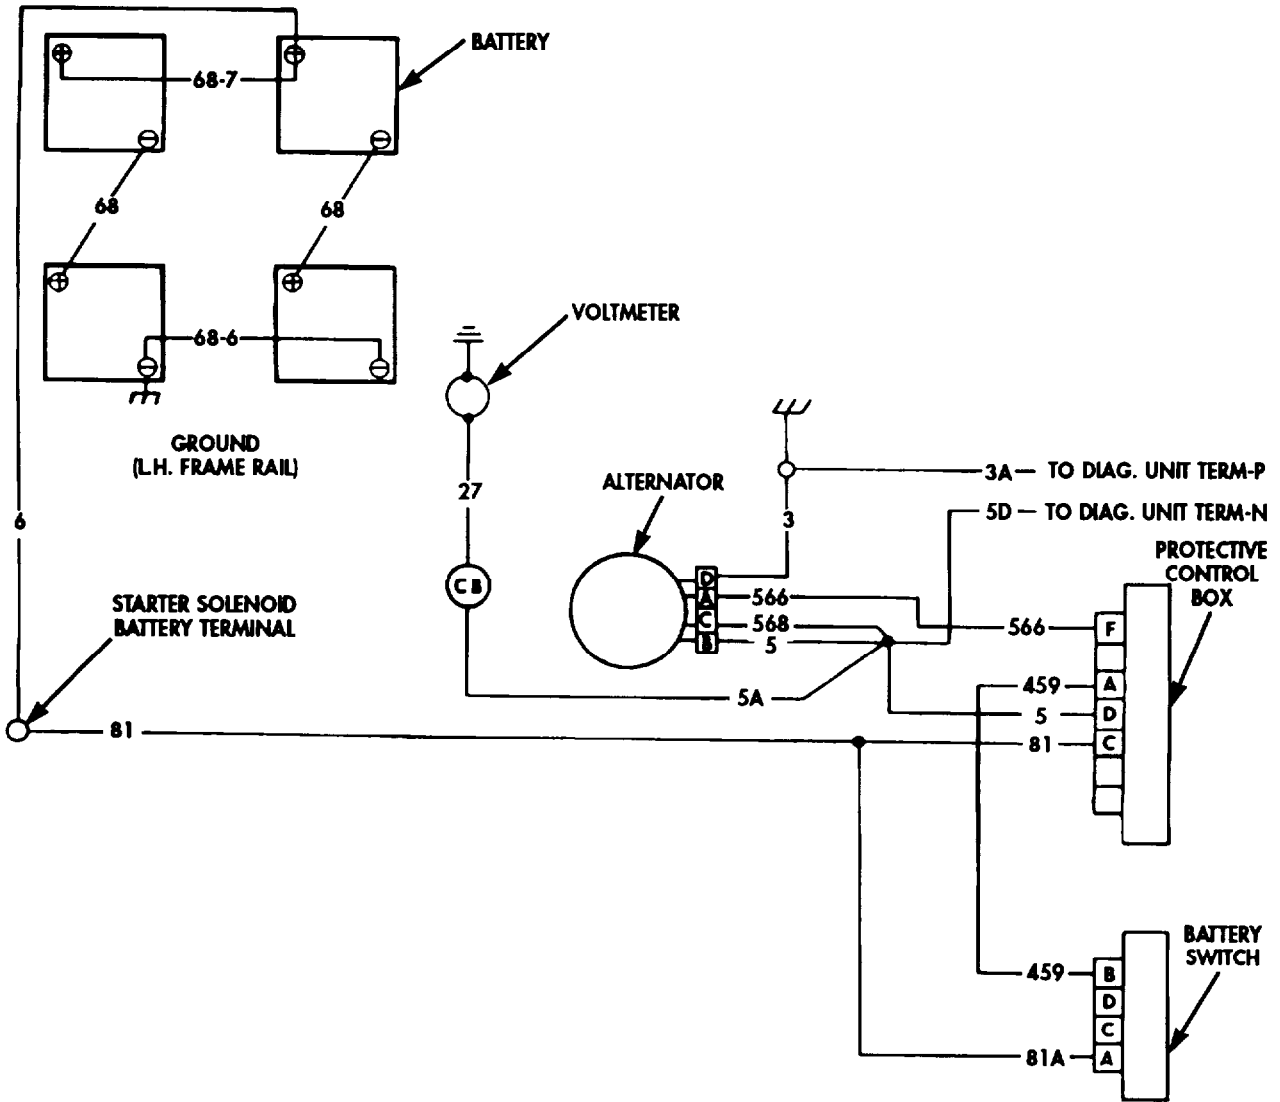 BATTERY
68-7
68
68
VOLTMETER
68-6
GROUND
(L.H. FRAME RAIL)
3A TO DIAG. UNIT TERM-P
ALTERNATOR
27
6
3
5D TO DIAG. UNIT TERM-N
PROTECTIVE
CONTROL
BOX
C B
D
A
C
B
566
568
5
STARTER SOLENOID
BATTERY TERMINAL
566 F
459 A
5A
5 D
81
81 C
BATTERY
SWITCH
459 B
D
C
81A A